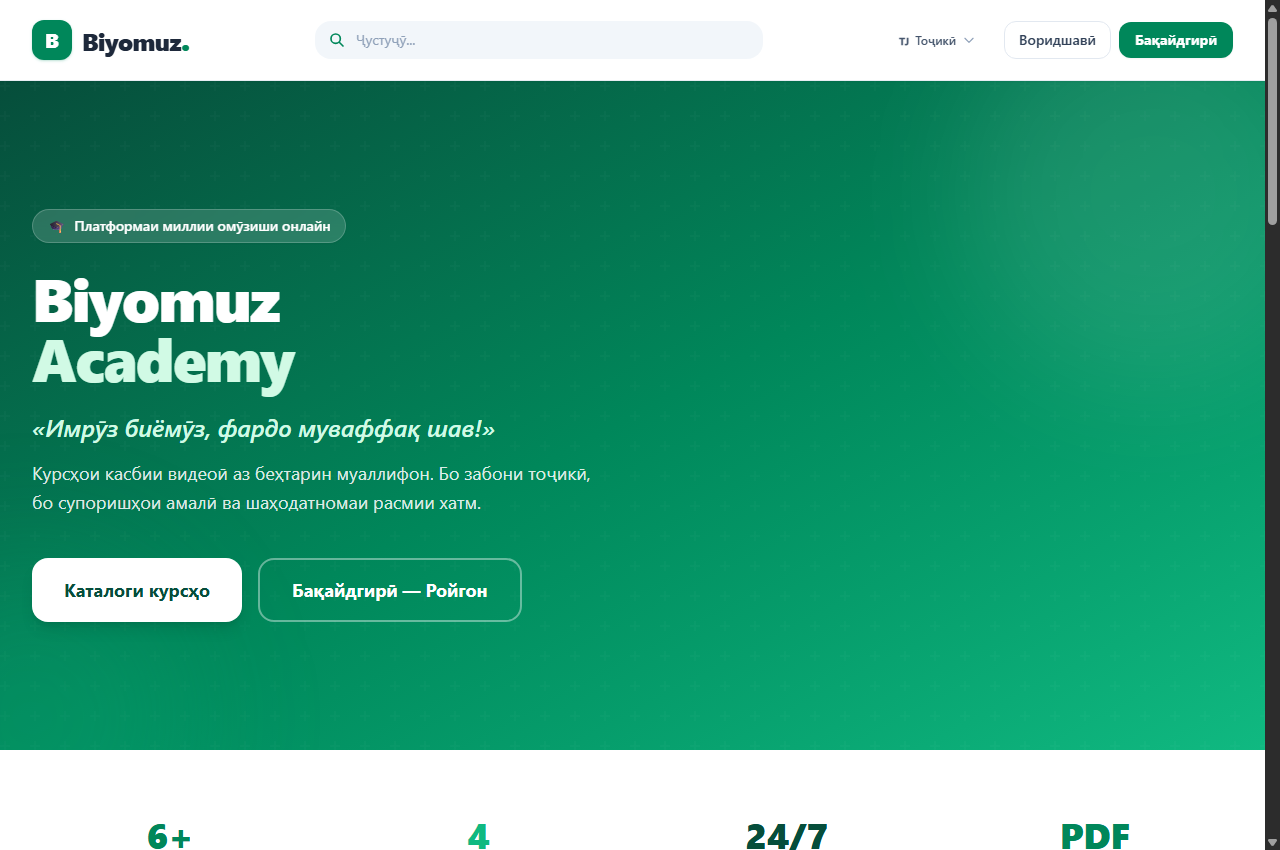 B Biyomuz.
Ҷустуҷӯ...
TJ Тоҷикӣ
Воридшавӣ
Бақайдгирӣ
Платформаи миллии омӯзиши онлайн
Biyomuz
Academy
«Имрӯз биёмӯз, фардо муваффақ шав!»
Курсҳои касбии видеоӣ аз беҳтарин муаллифон. Бо забони тоҷикӣ,
бо супоришҳои амалӣ ва шаҳодатномаи расмии хатм.
Каталоги курсҳо
Бақайдгирӣ — Ройгон
6+
4
24/7
PDF